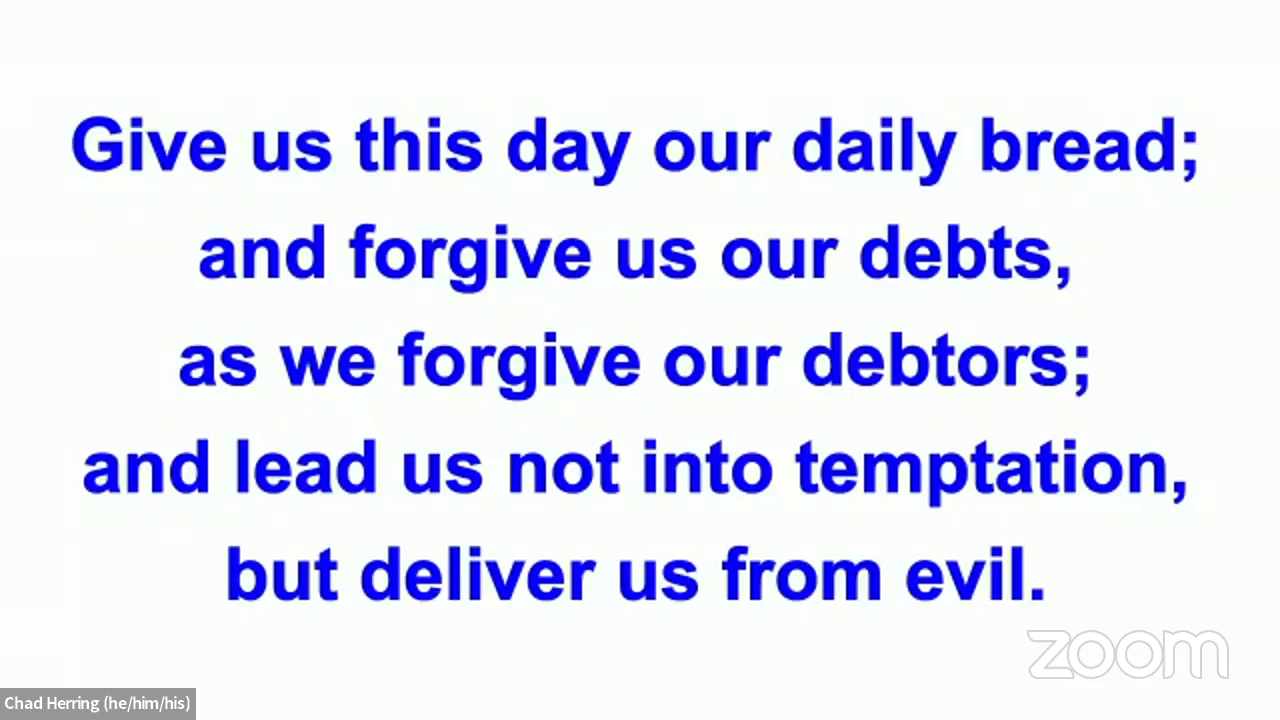 Give us this day our daily bread;
and forgive us our debts,
as we forgive our debtors;
and lead us not into temptation,
but deliver us from evil.
zoom
Chad Herring (he/him/his)